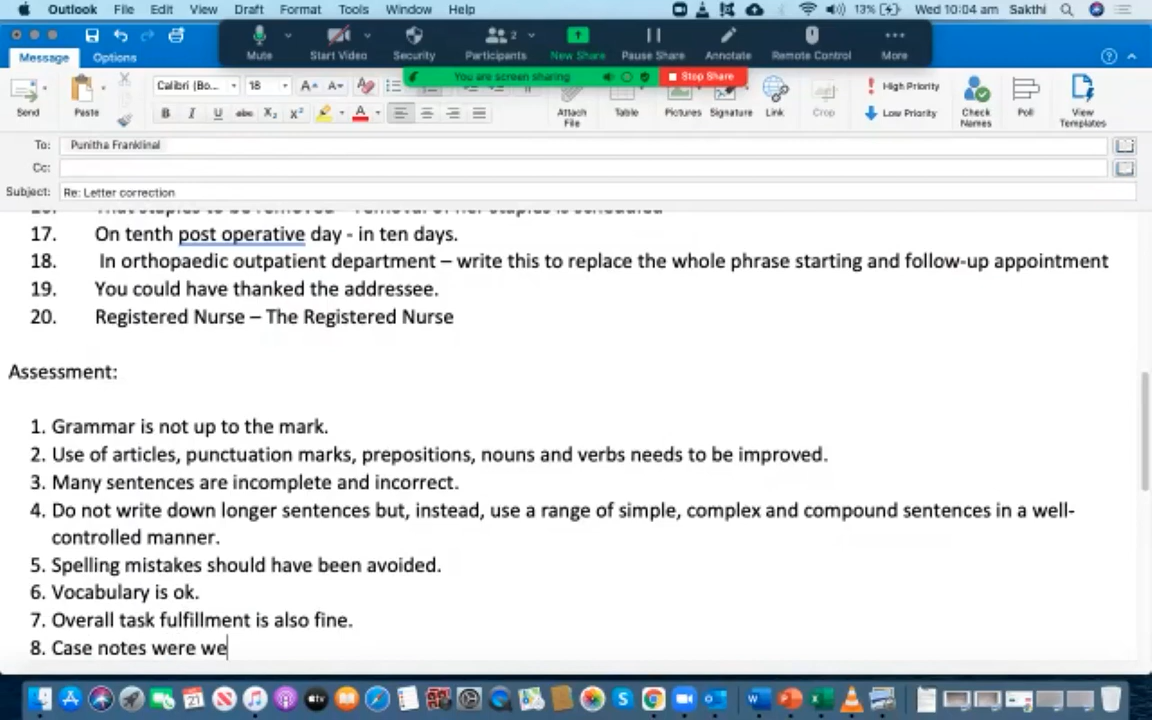 Outlook File Edit View Draft Format Tools Window Help 13% Wed 10:04 am Sakthi
Mute Start Video Security Participants 2 New Share Pause Share Annotate Remote Control More
You are screen sharing Stop Share
Message Options
Send Paste Calibri (Bo... 18 A A abc X₂ X² B I U A Attach File Table Pictures Signature Link Crop High Priority Low Priority Check Names Poll View Templates
To: Punitha Franklinal
Cc:
Subject: Re: Letter correction
17. On tenth post operative day - in ten days.
18. In orthopaedic outpatient department – write this to replace the whole phrase starting and follow-up appointment
19. You could have thanked the addressee.
20. Registered Nurse – The Registered Nurse
Assessment:
1. Grammar is not up to the mark.
2. Use of articles, punctuation marks, prepositions, nouns and verbs needs to be improved.
3. Many sentences are incomplete and incorrect.
4. Do not write down longer sentences but, instead, use a range of simple, complex and compound sentences in a well-
controlled manner.
5. Spelling mistakes should have been avoided.
6. Vocabulary is ok.
7. Overall task fulfillment is also fine.
8. Case notes were we